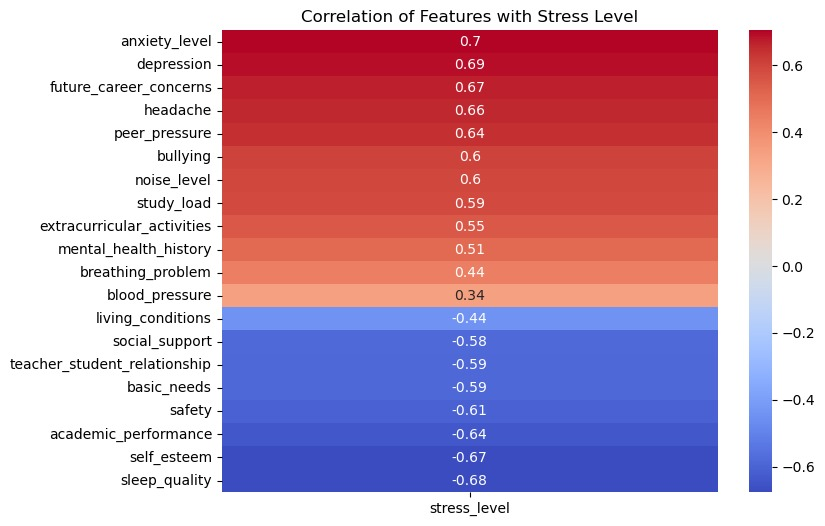 Correlation of Features with Stress Level
anxiety_level 0.7
depression 0.69
future_career_concerns 0.67
headache 0.66
peer_pressure 0.64
bullying 0.6
noise_level 0.6
study_load 0.59
extracurricular_activities 0.55
mental_health_history 0.51
breathing_problem 0.44
blood_pressure 0.34
living_conditions -0.44
social_support -0.58
teacher_student_relationship -0.59
basic_needs -0.59
safety -0.61
academic_performance -0.64
self_esteem -0.67
sleep_quality -0.68
stress_level
0.6
0.4
0.2
0.0
−0.2
−0.4
−0.6